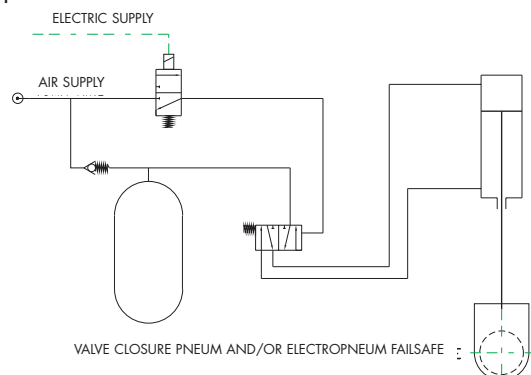 ELECTRIC SUPPLY
AIR SUPPLY
VALVE CLOSURE PNEUM AND/OR ELECTROPNEUM FAILSAFE